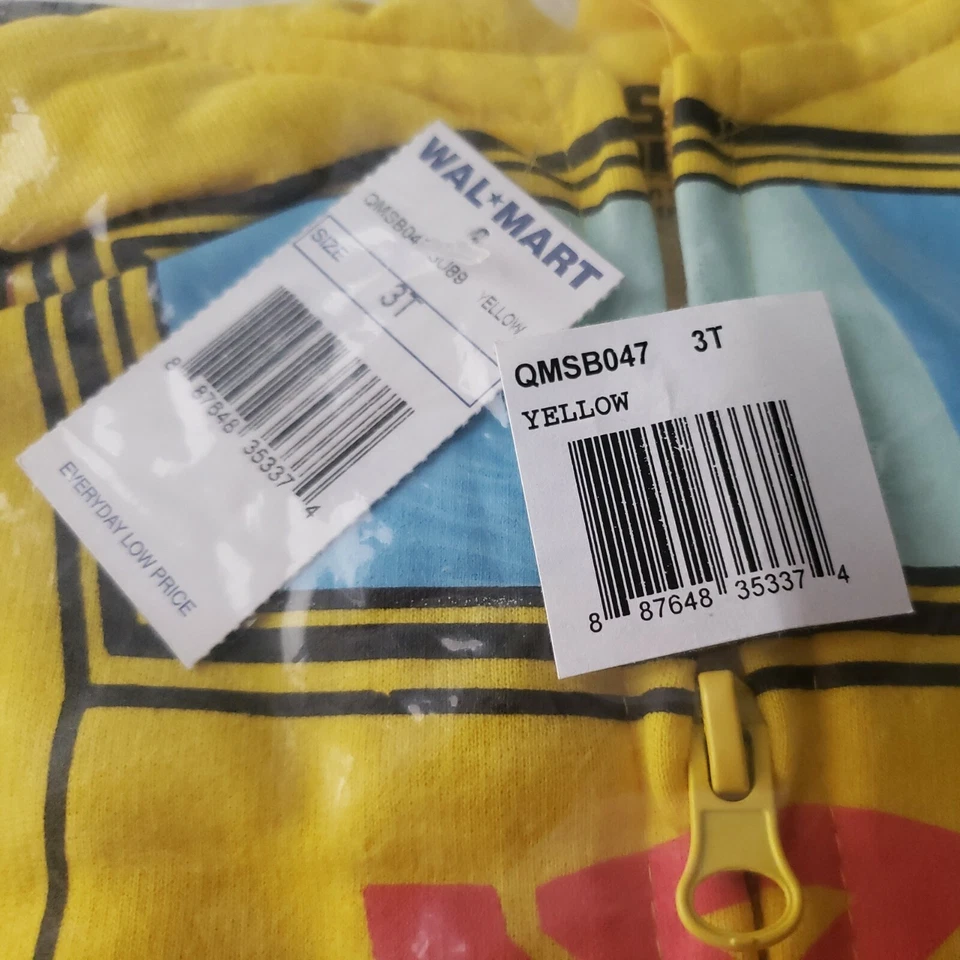 WAL★MART
YELLOW
SIZE
3T
8 87648 35337 4
EVERYDAY LOW PRICE
QMSB047 3T
YELLOW
8 87648 35337 4